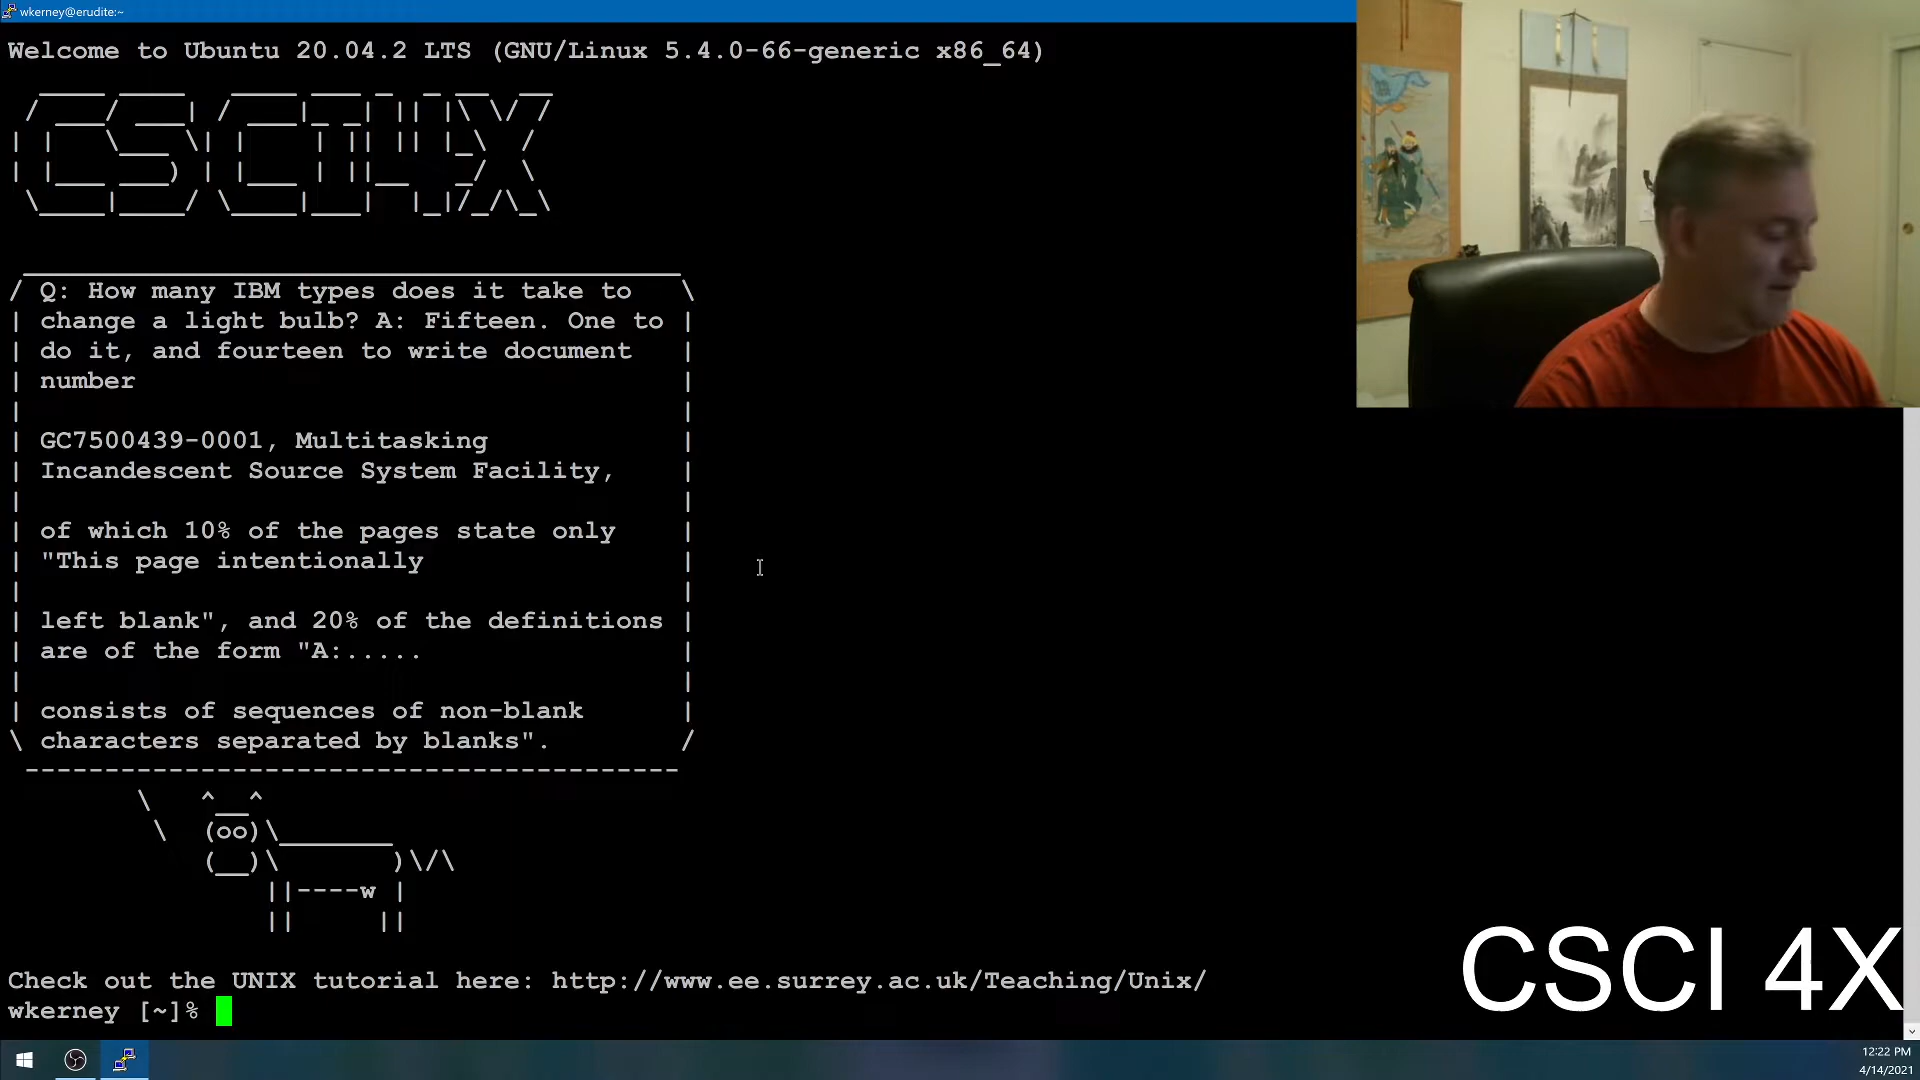 wkerney@erudite:~
Welcome to Ubuntu 20.04.2 LTS (GNU/Linux 5.4.0-66-generic x86_64)
CSCI4X
Q: How many IBM types does it take to
change a light bulb? A: Fifteen. One to
do it, and fourteen to write document
number
GC7500439-0001, Multitasking
Incandescent Source System Facility,
of which 10% of the pages state only
"This page intentionally
left blank", and 20% of the definitions
are of the form "A:.....
consists of sequences of non-blank
characters separated by blanks".
Check out the UNIX tutorial here: http://www.ee.surrey.ac.uk/Teaching/Unix/
wkerney [~]%
CSCI 4X
12:22 PM
4/14/2021